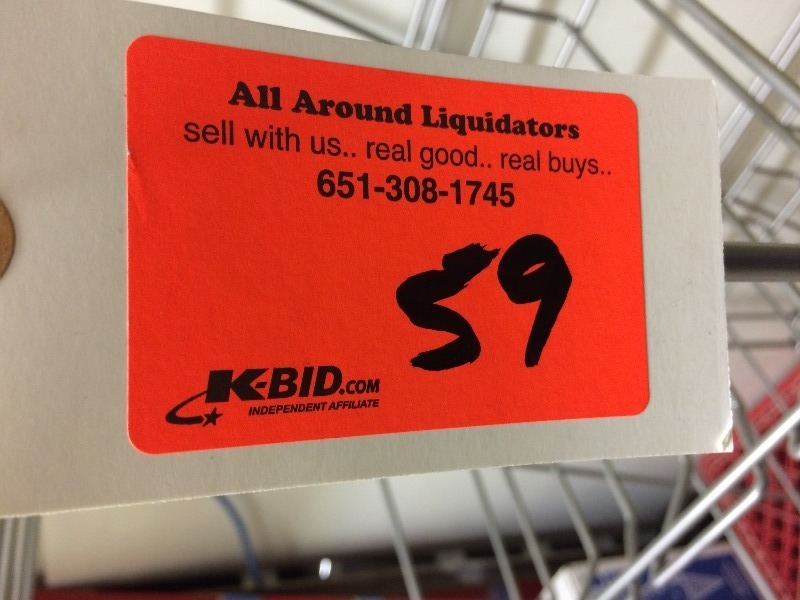 All Around Liquidators
sell with us.. real good.. real buys..
651-308-1745
59
K-BID.COM
INDEPENDENT AFFILIATE